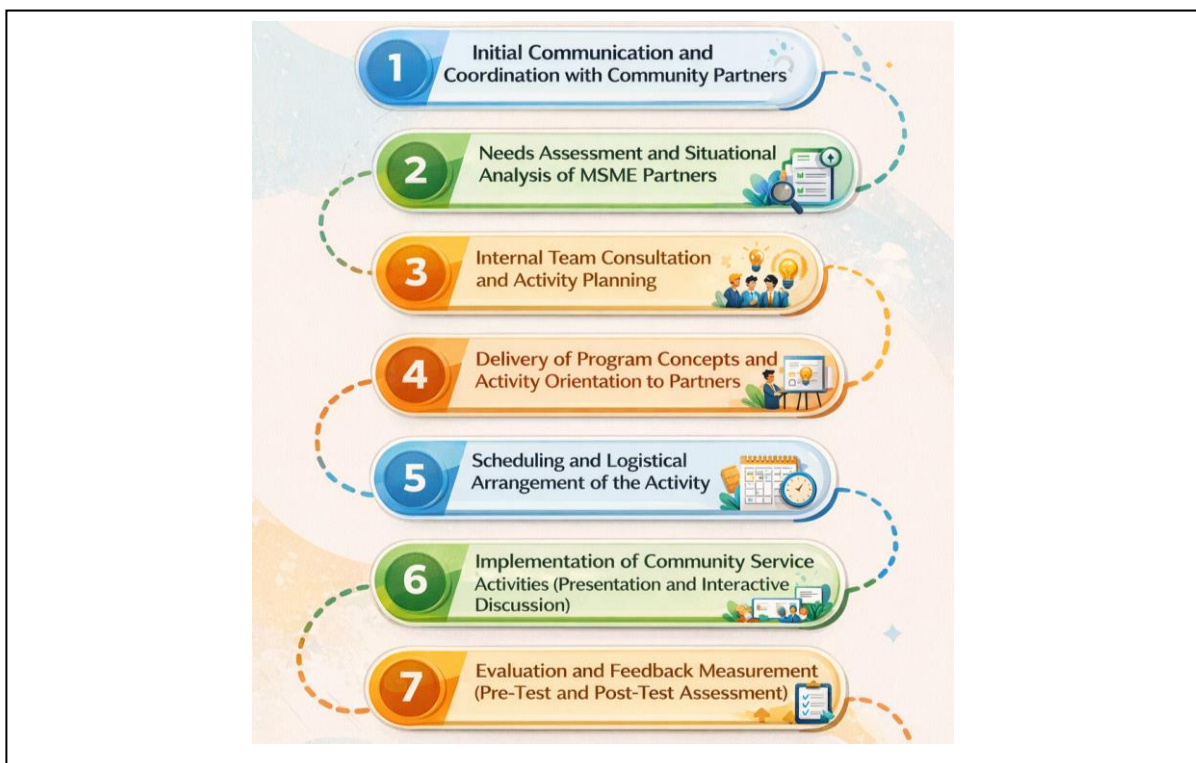 1
Initial Communication and
Coordination with Community Partners
2
Needs Assessment and Situational
Analysis of MSME Partners
3
Internal Team Consultation
and Activity Planning
4
Delivery of Program Concepts and
Activity Orientation to Partners
5
Scheduling and Logistical
Arrangement of the Activity
6
Implementation of Community Service
Activities (Presentation and Interactive
Discussion)
7
Evaluation and Feedback Measurement
(Pre-Test and Post-Test Assessment)